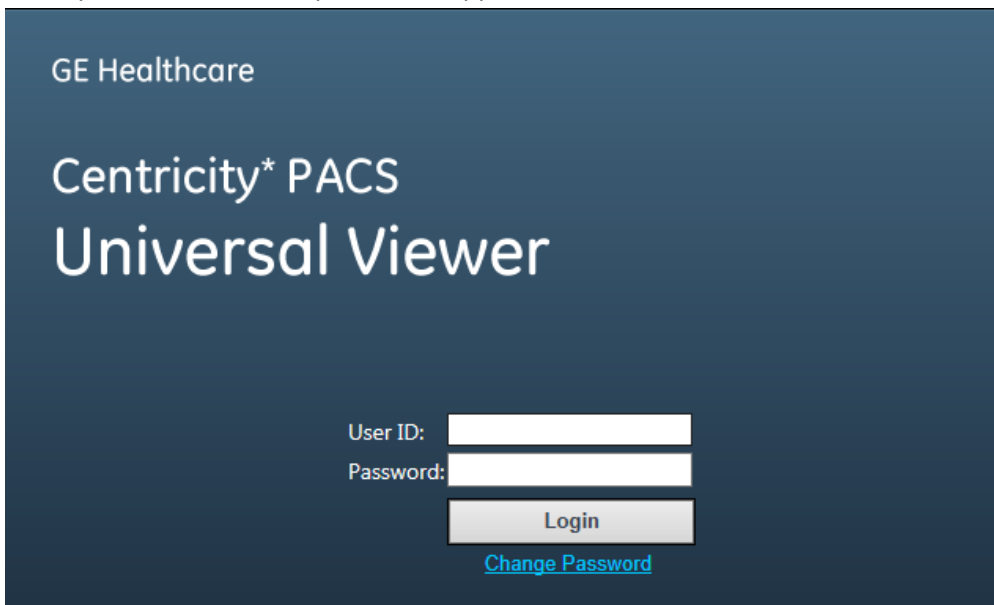 GE Healthcare
Centricity* PACS
Universal Viewer
User ID:
Password:
Login
Change Password